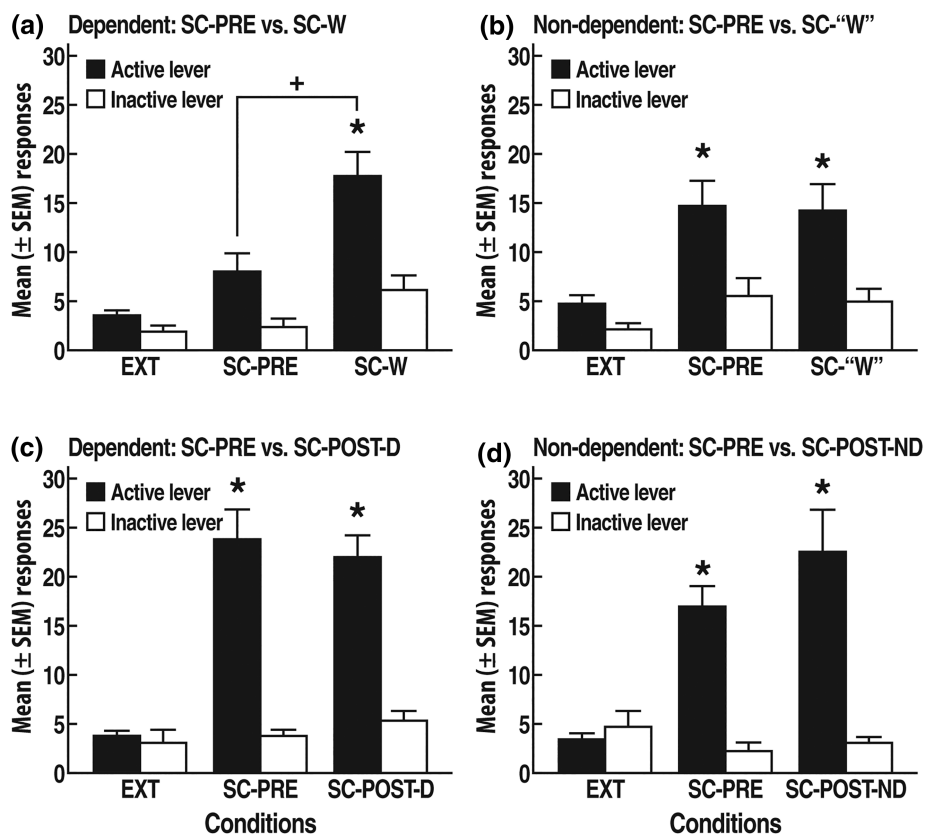 (a) Dependent: SC-PRE vs. SC-W
Mean (± SEM) responses
30
25
20
15
10
5
0
Active lever
Inactive lever
+
*
EXT
SC-PRE
SC-W
(b) Non-dependent: SC-PRE vs. SC-“W”
Mean (± SEM) responses
30
25
20
15
10
5
0
Active lever
Inactive lever
*
*
EXT
SC-PRE
SC-“W”
(c) Dependent: SC-PRE vs. SC-POST-D
Mean (± SEM) responses
30
25
20
15
10
5
0
Active lever
Inactive lever
*
*
EXT
SC-PRE
SC-POST-D
Conditions
(d) Non-dependent: SC-PRE vs. SC-POST-ND
Mean (± SEM) responses
30
25
20
15
10
5
0
Active lever
Inactive lever
*
*
EXT
SC-PRE
SC-POST-ND
Conditions